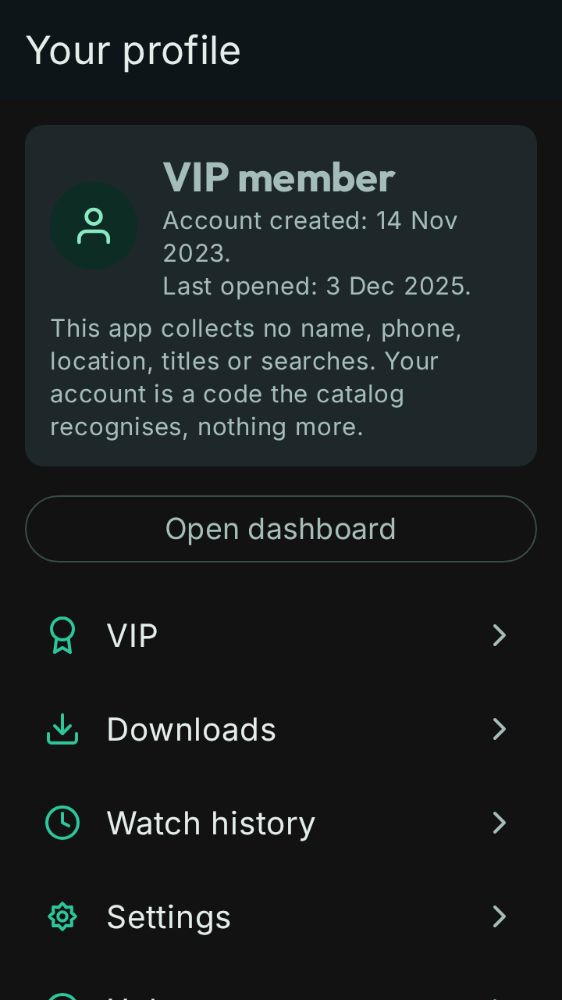 Your profile
VIP member
Account created: 14 Nov
2023.
Last opened: 3 Dec 2025.
This app collects no name, phone,
location, titles or searches. Your
account is a code the catalog
recognises, nothing more.
Open dashboard
VIP
Downloads
Watch history
Settings